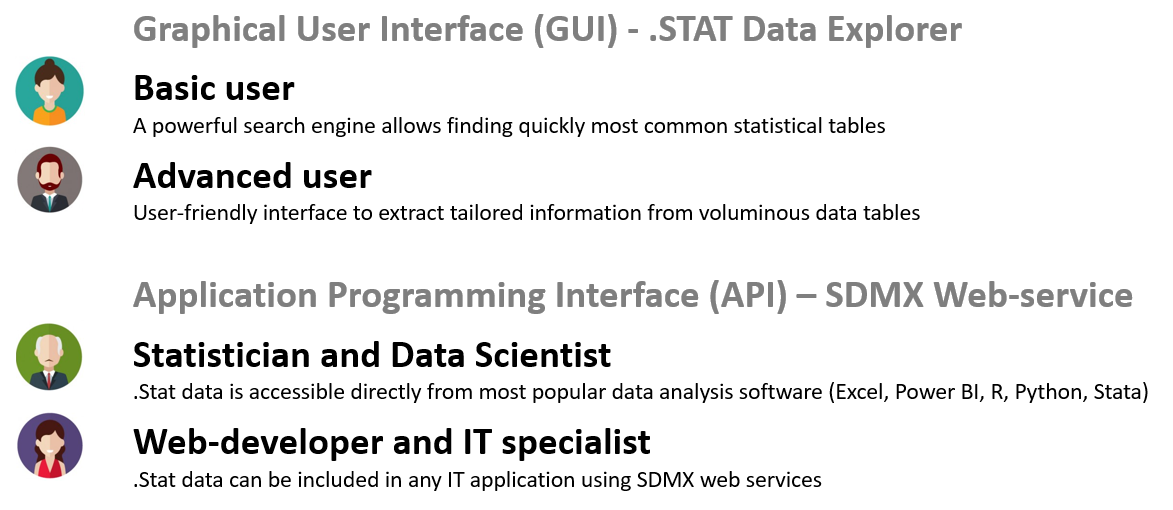 Graphical User Interface (GUI) - .STAT Data Explorer
Basic user
A powerful search engine allows finding quickly most common statistical tables
Advanced user
User-friendly interface to extract tailored information from voluminous data tables
Application Programming Interface (API) – SDMX Web-service
Statistician and Data Scientist
.Stat data is accessible directly from most popular data analysis software (Excel, Power BI, R, Python, Stata)
Web-developer and IT specialist
.Stat data can be included in any IT application using SDMX web services